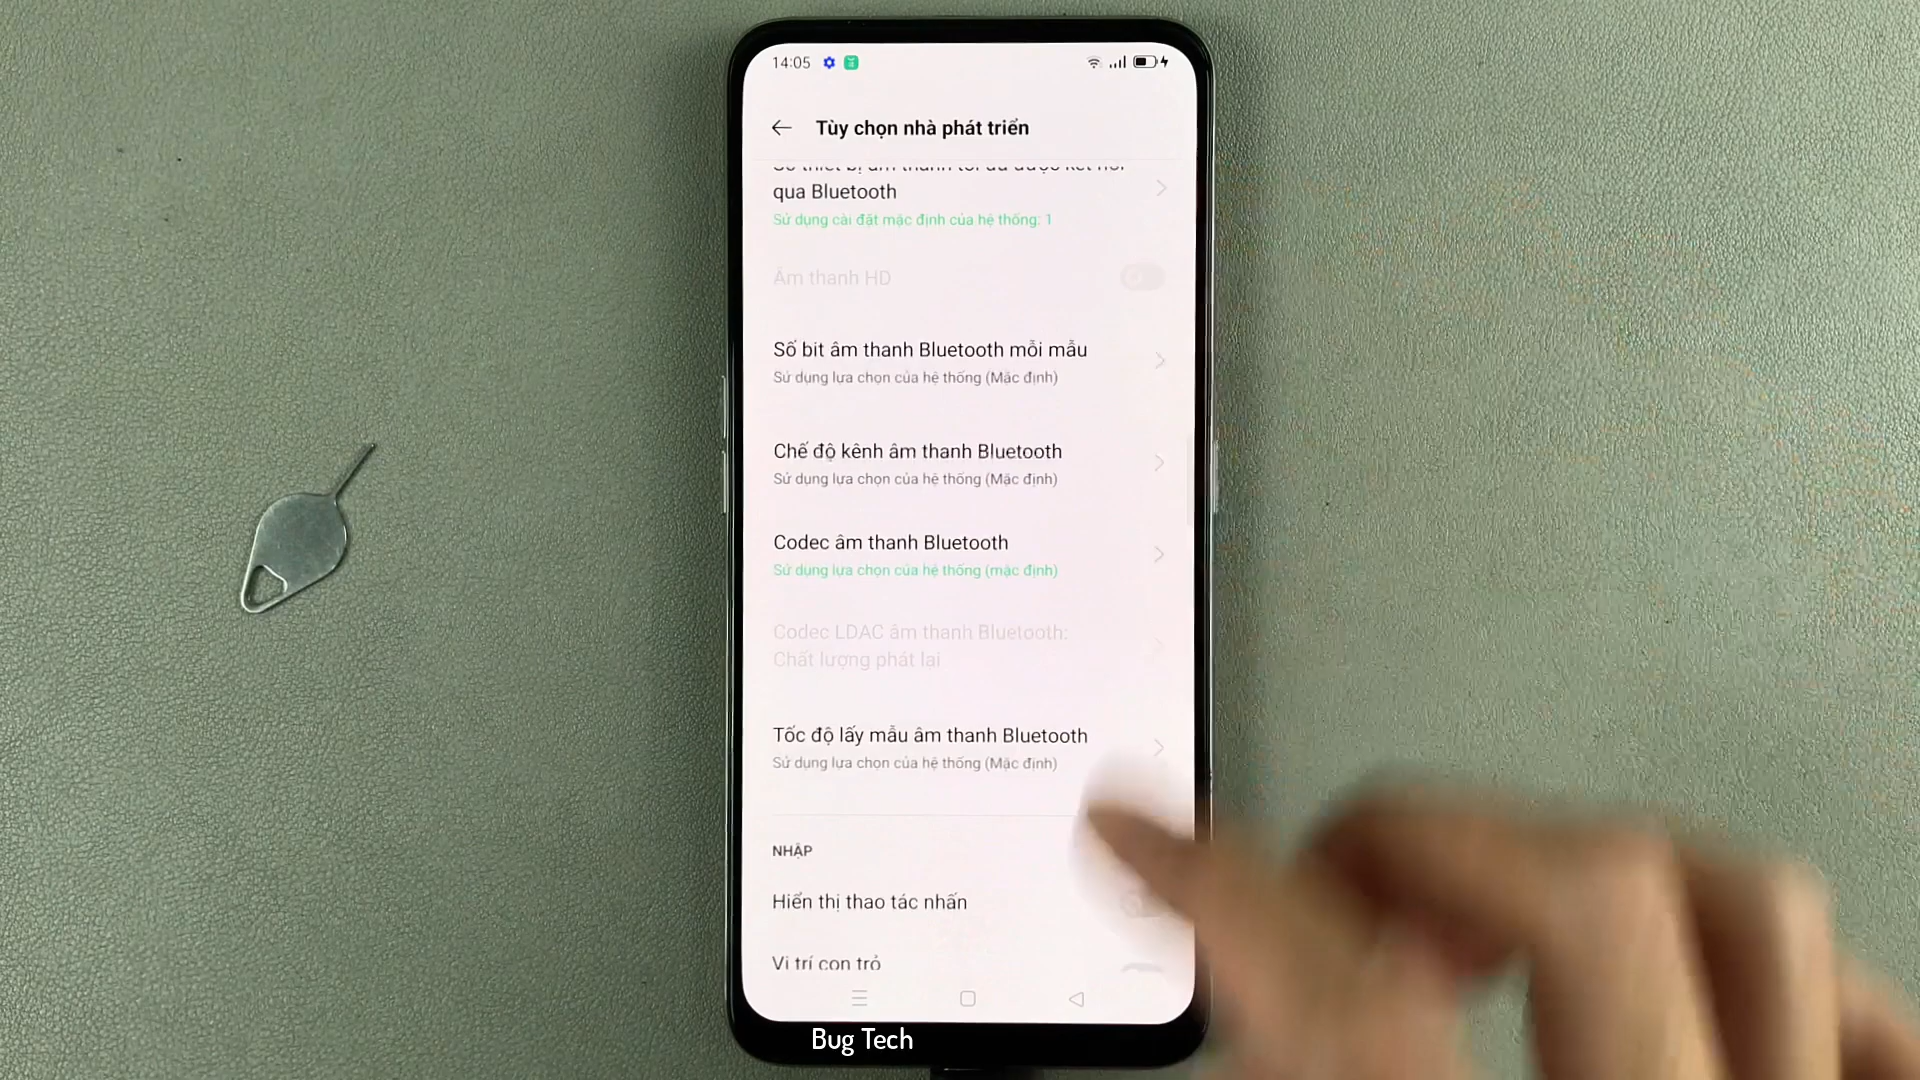 14:05
Tùy chọn nhà phát triển
qua Bluetooth
Sử dụng cài đặt mặc định của hệ thống: 1
Âm thanh HD
Số bit âm thanh Bluetooth mỗi mẫu
Sử dụng lựa chọn của hệ thống (Mặc định)
Chế độ kênh âm thanh Bluetooth
Sử dụng lựa chọn của hệ thống (Mặc định)
Codec âm thanh Bluetooth
Sử dụng lựa chọn của hệ thống (mặc định)
Codec LDAC âm thanh Bluetooth:
Chất lượng phát lại
Tốc độ lấy mẫu âm thanh Bluetooth
Sử dụng lựa chọn của hệ thống (Mặc định)
NHẬP
Hiển thị thao tác nhấn
Vị trí con trỏ
Bug Tech